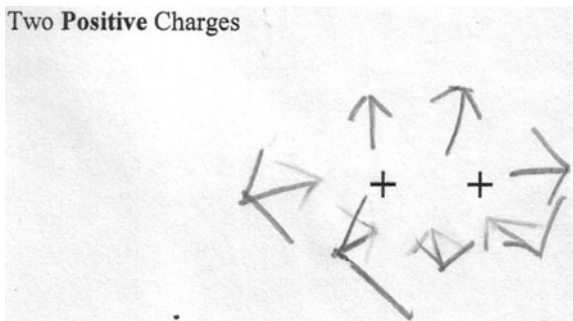 Two Positive Charges
+ +